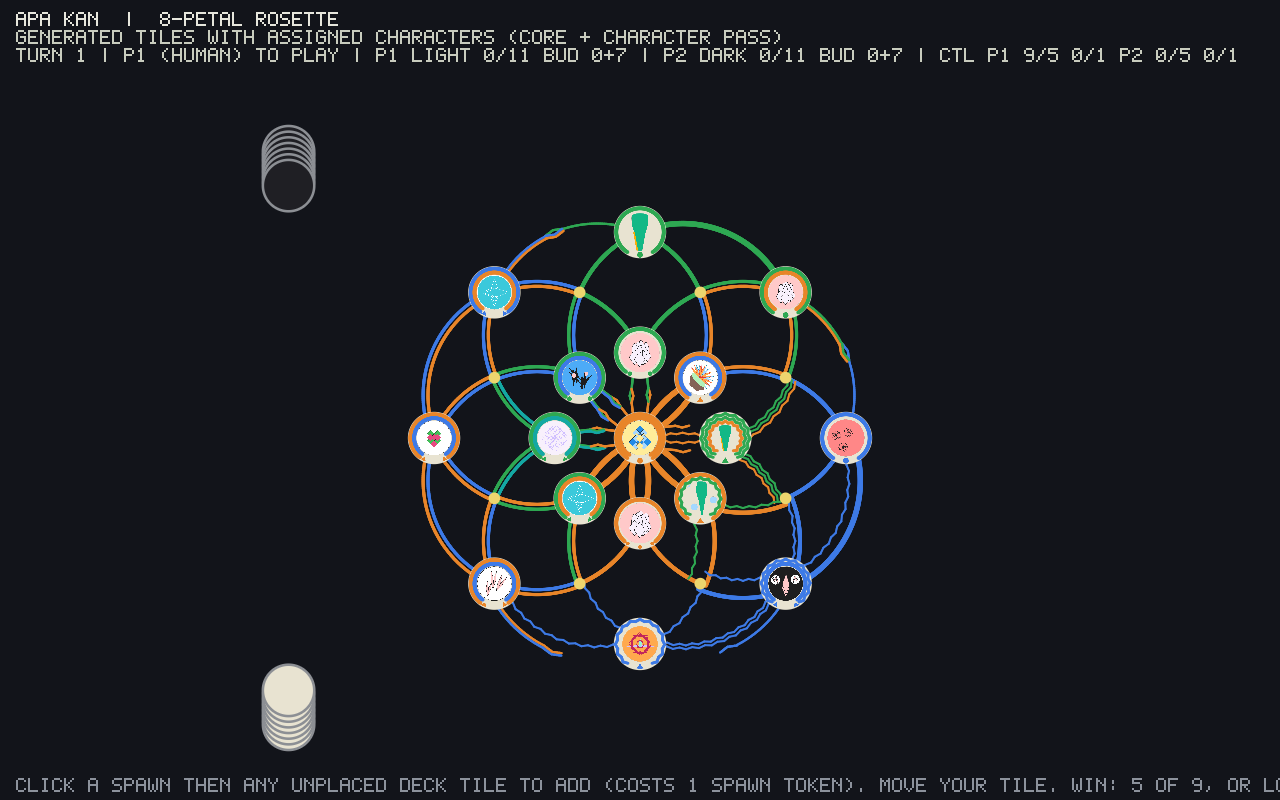 APA KAN | 8-PETAL ROSETTE
GENERATED TILES WITH ASSIGNED CHARACTERS (CORE + CHARACTER PASS)
TURN 1 | P1 (HUMAN) TO PLAY | P1 LIGHT 0/11 BUD 0+7 | P2 DARK 0/11 BUD 0+7 | CTL P1 9/5 0/1 P2 0/5 0/1
CLICK A SPAWN THEN ANY UNPLACED DECK TILE TO ADD (COSTS 1 SPAWN TOKEN). MOVE YOUR TILE. WIN: 5 OF 9, OR